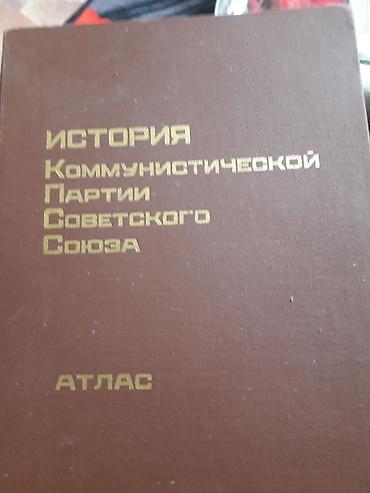 ИСТОРИЯ
КОММУНИСТИЧЕСКОЙ
ПАРТИИ
СОВЕТСКОГО
СОЮЗА
АТЛАС